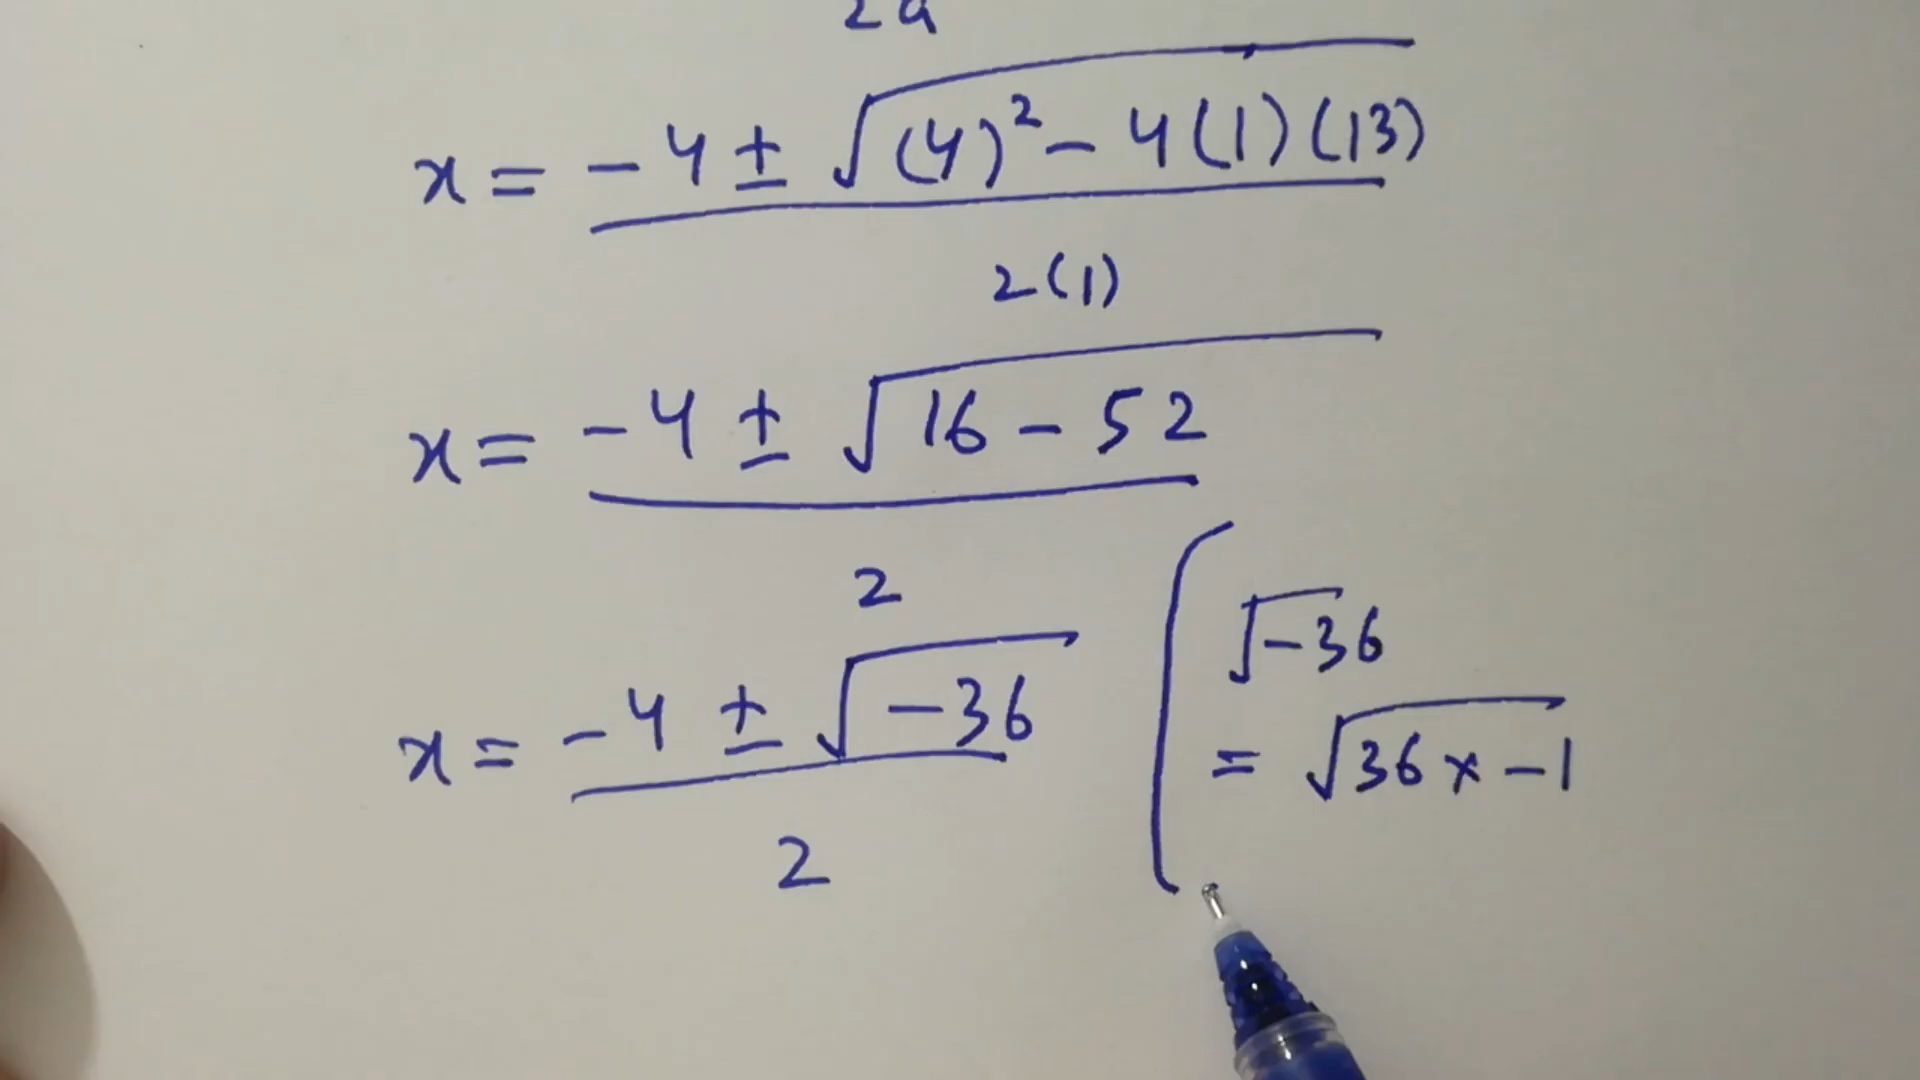 2a
x = -4 ± √(4)² - 4(1)(13)
2(1)
x = -4 ± √16 - 52
2
x = -4 ± √-36
2
√-36
= √36 x -1